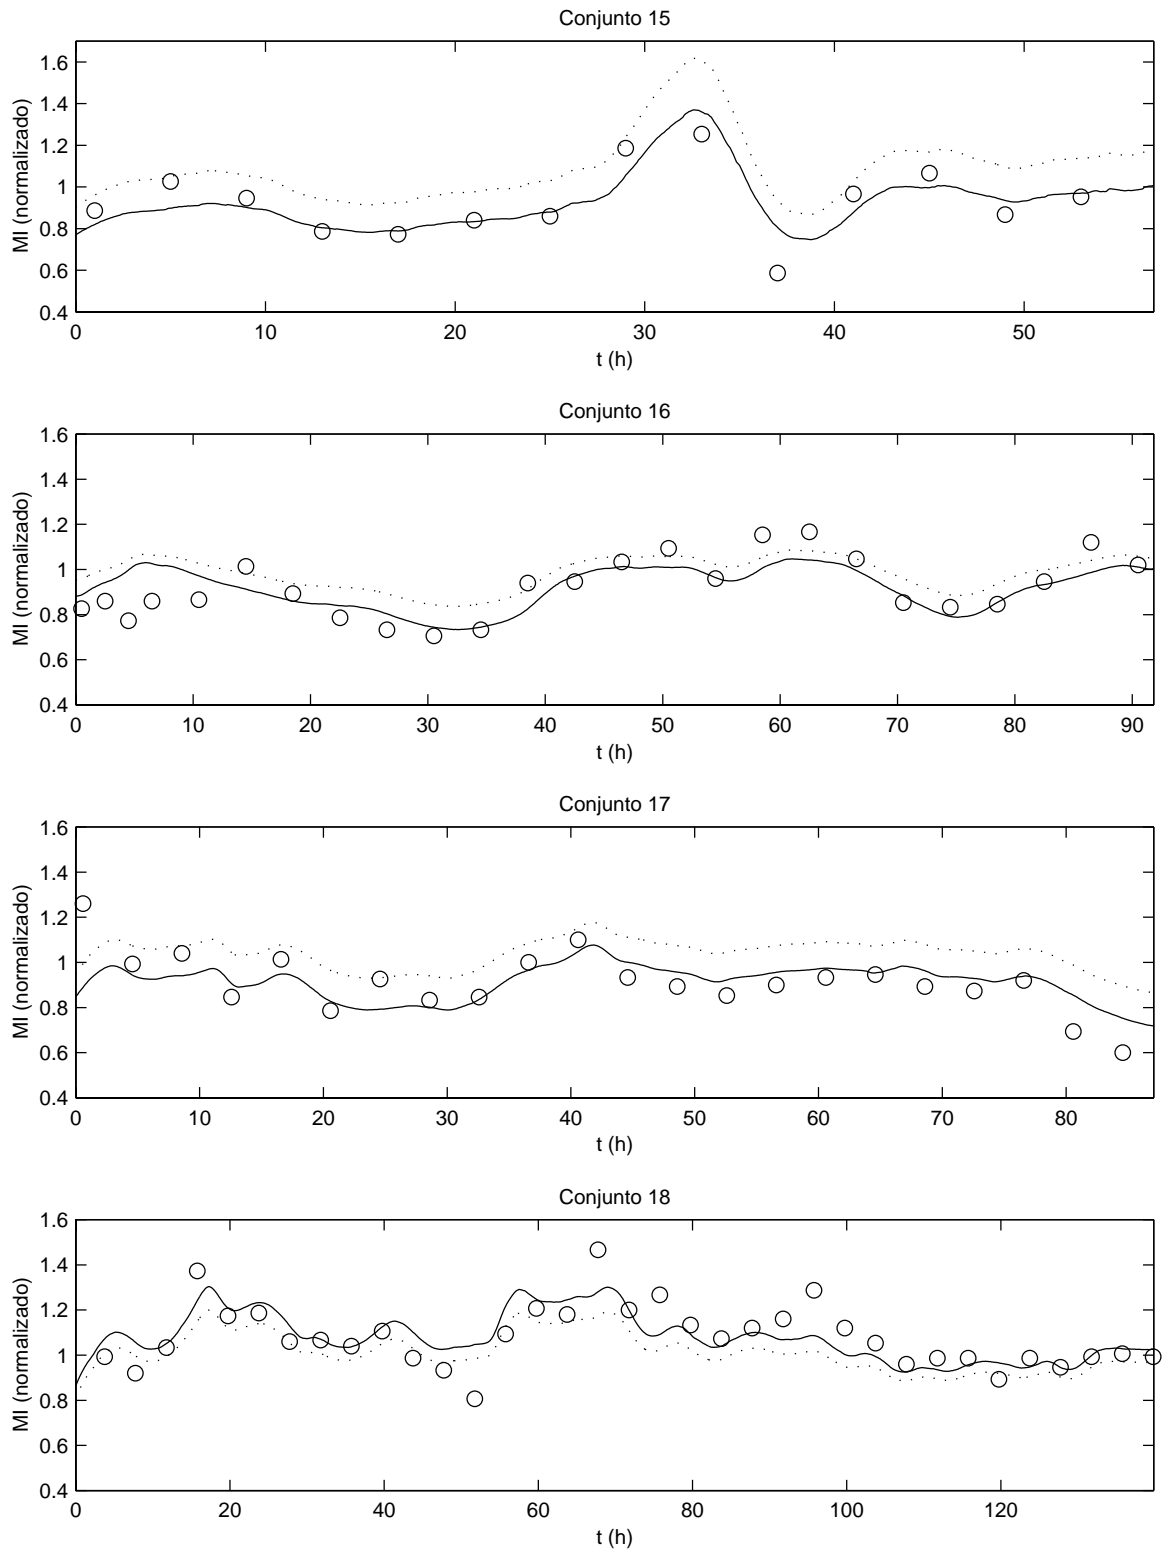 Conjunto 15
MI (normalizado)
1.6
1.4
1.2
1
0.8
0.6
0.4
0 10 20 30 40 50
t (h)
Conjunto 16
MI (normalizado)
1.6
1.4
1.2
1
0.8
0.6
0.4
0 10 20 30 40 50 60 70 80 90
t (h)
Conjunto 17
MI (normalizado)
1.6
1.4
1.2
1
0.8
0.6
0.4
0 10 20 30 40 50 60 70 80
t (h)
Conjunto 18
MI (normalizado)
1.6
1.4
1.2
1
0.8
0.6
0.4
0 20 40 60 80 100 120
t (h)